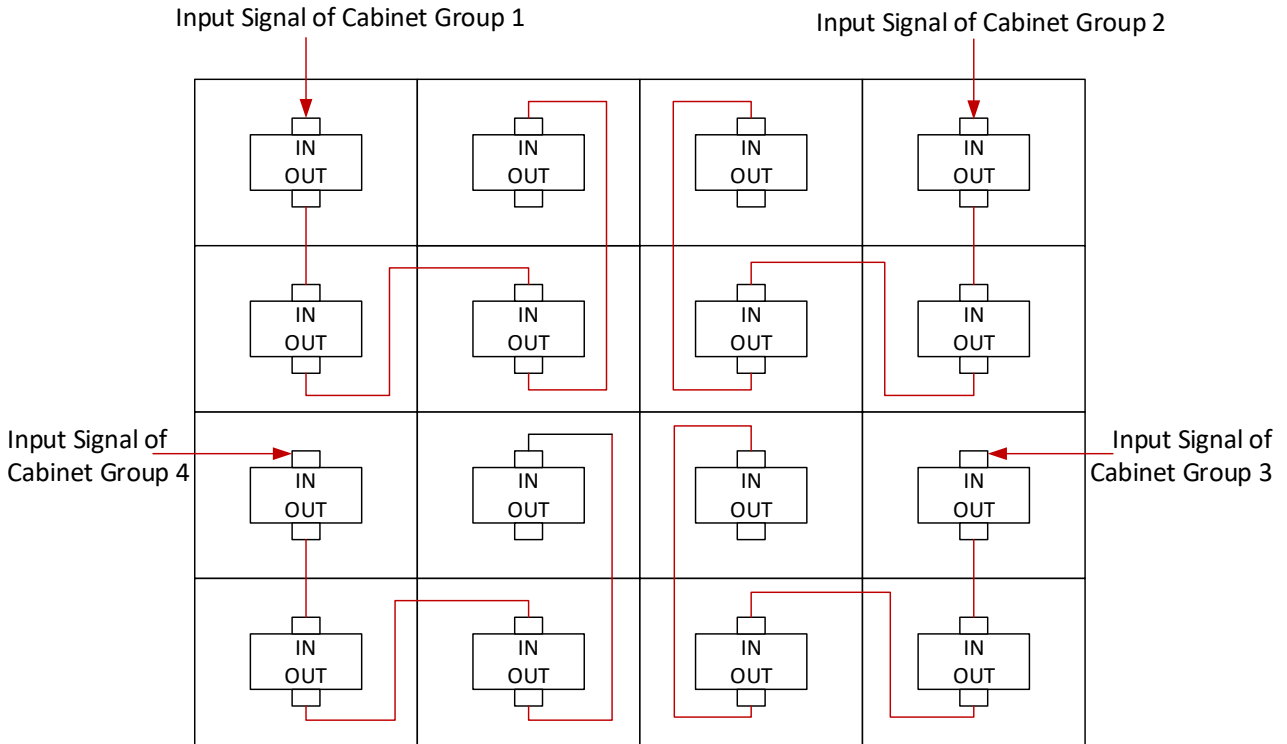 Input Signal of Cabinet Group 1
Input Signal of Cabinet Group 2
IN
OUT
IN
OUT
IN
OUT
IN
OUT
IN
OUT
IN
OUT
IN
OUT
IN
OUT
Input Signal of
Cabinet Group 4
IN
OUT
IN
OUT
IN
OUT
IN
OUT
Input Signal of
Cabinet Group 3
IN
OUT
IN
OUT
IN
OUT
IN
OUT